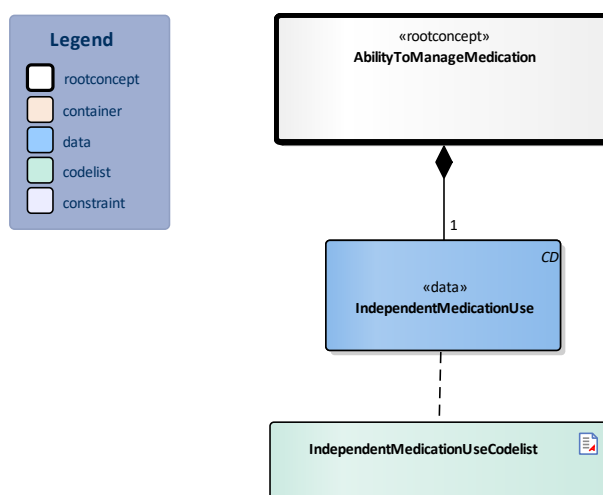 Legend
rootconcept
container
data
codelist
constraint
«rootconcept»
AbilityToManageMedication
1
CD
«data»
IndependentMedicationUse
IndependentMedicationUseCodelist